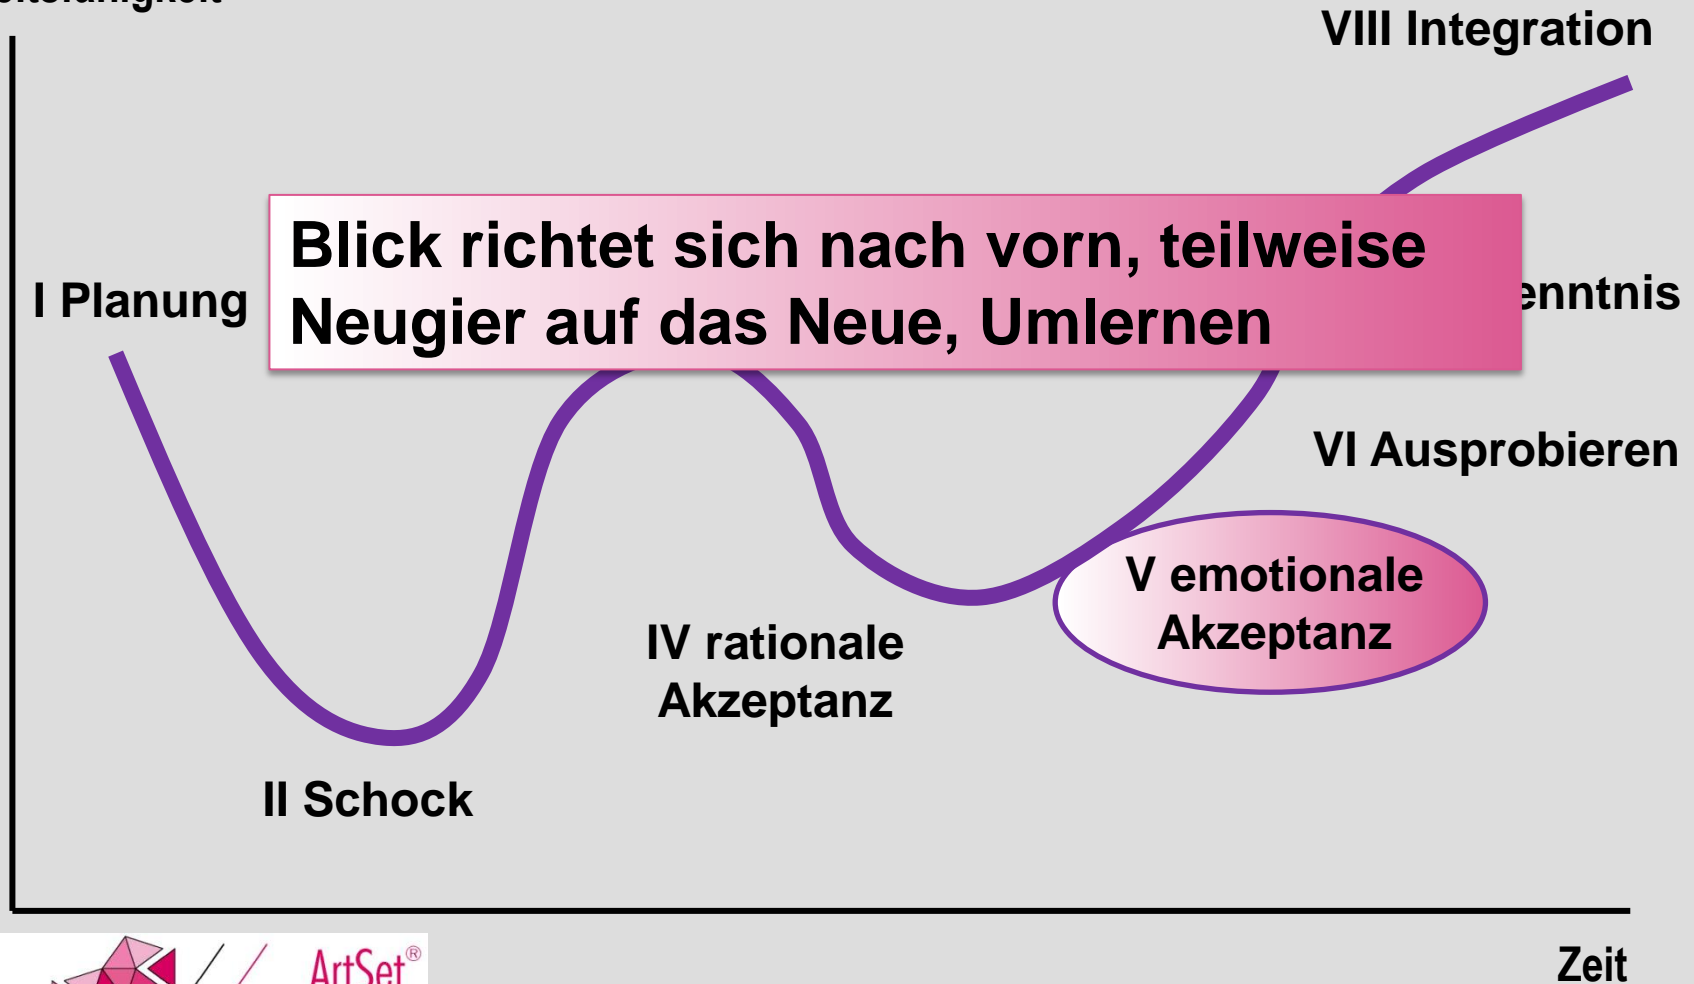 VIII Integration
Blick richtet sich nach vorn, teilweise
Neugier auf das Neue, Umlernen
I Planung
enntnis
VI Ausprobieren
V emotionale
Akzeptanz
IV rationale
Akzeptanz
II Schock
Zeit
ArtSet®